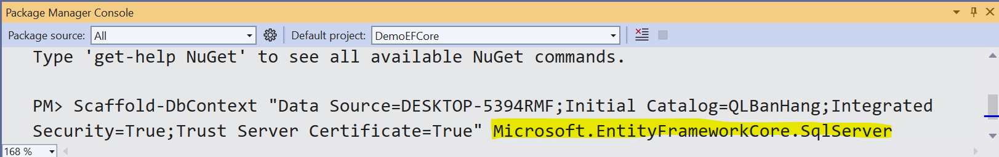 Package Manager Console
Package source: All Default project: DemoEFCore
Type 'get-help NuGet' to see all available NuGet commands.
PM> Scaffold-DbContext "Data Source=DESKTOP-5394RMF;Initial Catalog=QLBanHang;Integrated
Security=True;Trust Server Certificate=True" Microsoft.EntityFrameworkCore.SqlServer
168 %